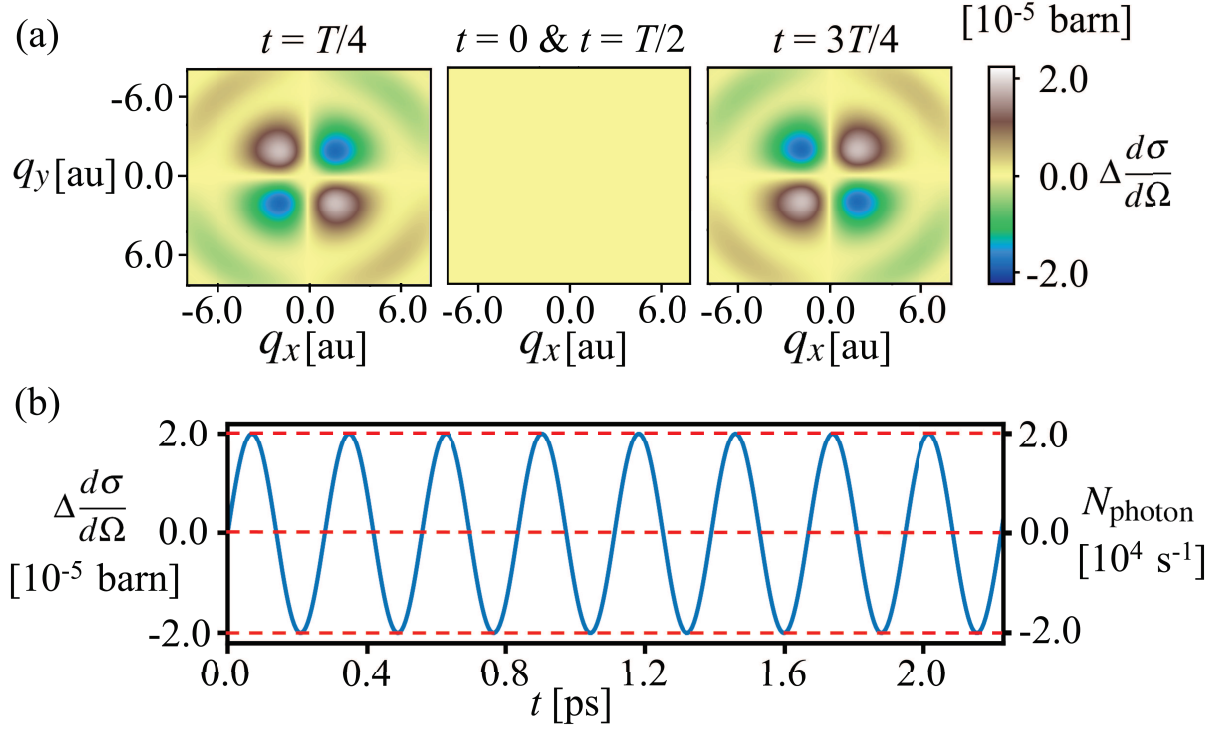 (a)
t = T/4
t = 0 & t = T/2
t = 3T/4
[10⁻⁵ barn]
-6.0
qy[au] 0.0
6.0
-6.0 0.0 6.0
qx[au]
-6.0 0.0 6.0
qx[au]
-6.0 0.0 6.0
qx[au]
2.0
0.0
-2.0
Δ dσ/dΩ
(b)
Δ dσ/dΩ
[10⁻⁵ barn]
2.0
0.0
-2.0
2.0
0.0
-2.0
Nphoton
[10⁴ s⁻¹]
0.0 0.4 0.8 1.2 1.6 2.0
t [ps]